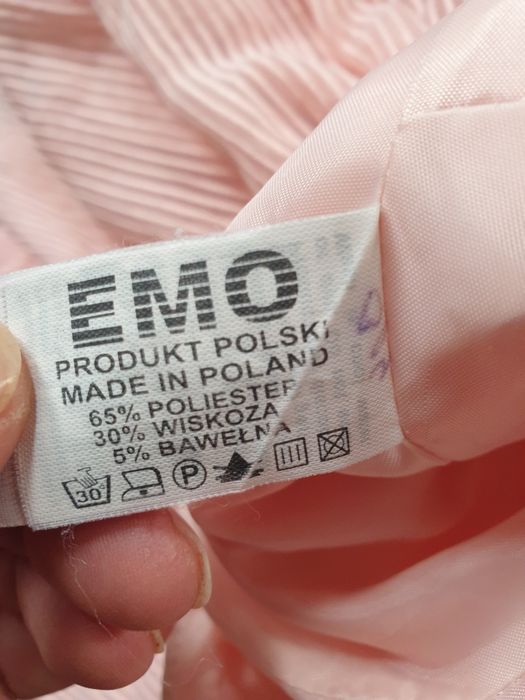 EMO
PRODUKT POLSKI
MADE IN POLAND
65% POLIESTER
30% WISKOZA
5% BAWEŁNA
30 P